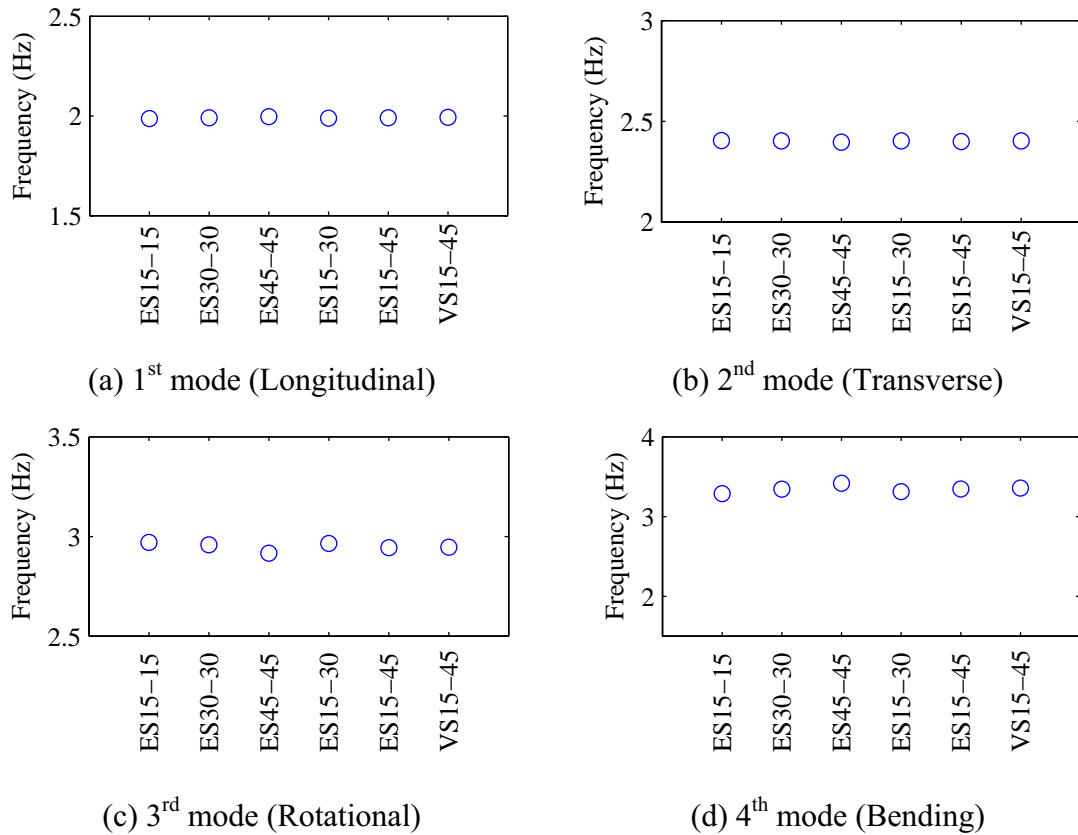 2.5
2
1.5
Frequency (Hz)
ES15−15
ES30−30
ES45−45
ES15−30
ES15−45
VS15−45
(a) 1st mode (Longitudinal)
3
2.5
2
Frequency (Hz)
ES15−15
ES30−30
ES45−45
ES15−30
ES15−45
VS15−45
(b) 2nd mode (Transverse)
3.5
3
2.5
Frequency (Hz)
ES15−15
ES30−30
ES45−45
ES15−30
ES15−45
VS15−45
(c) 3rd mode (Rotational)
4
3
2
Frequency (Hz)
ES15−15
ES30−30
ES45−45
ES15−30
ES15−45
VS15−45
(d) 4th mode (Bending)